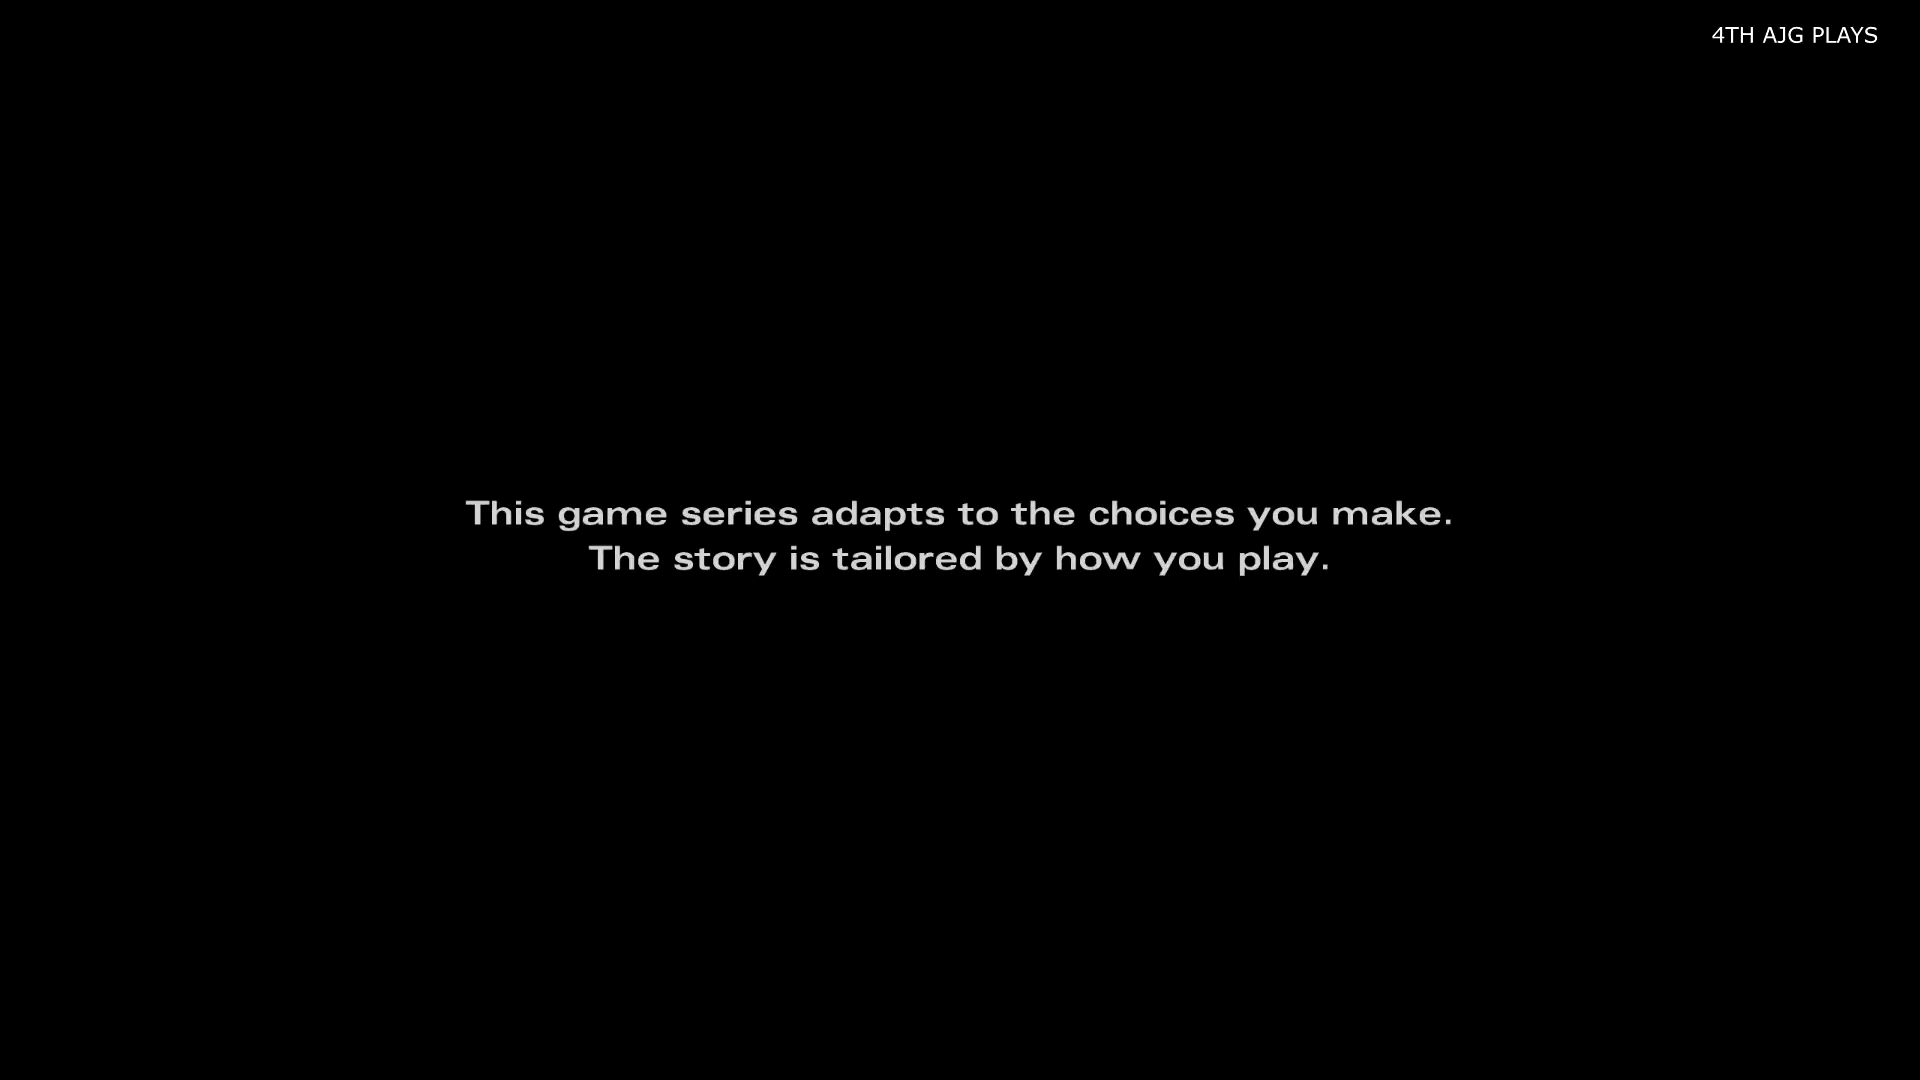 4TH AJG PLAYS
This game series adapts to the choices you make.
The story is tailored by how you play.